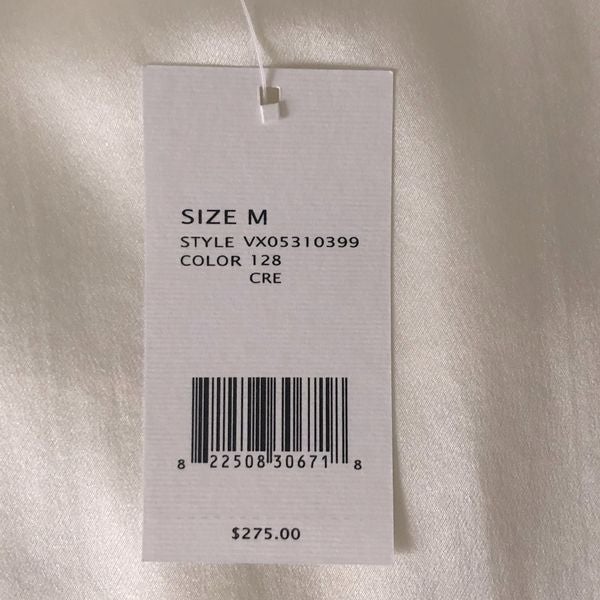 SIZE M
STYLE VX05310399
COLOR 128
CRE
8 22508 30671 8
$275.00